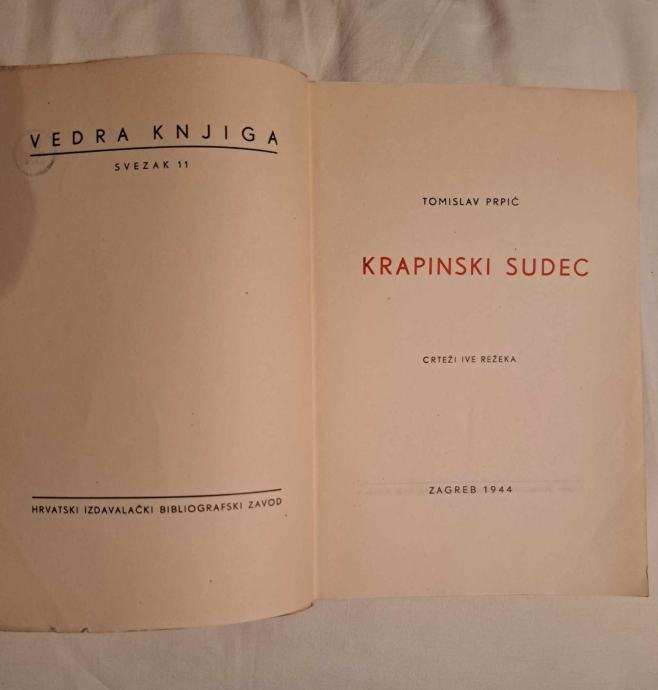 VEDRA KNJIGA
SVEZAK 11
HRVATSKI IZDAVALAČKI BIBLIOGRAFSKI ZAVOD
TOMISLAV PRPIĆ
KRAPINSKI SUDEC
CRTEŽI IVE REŽEKA
ZAGREB 1944